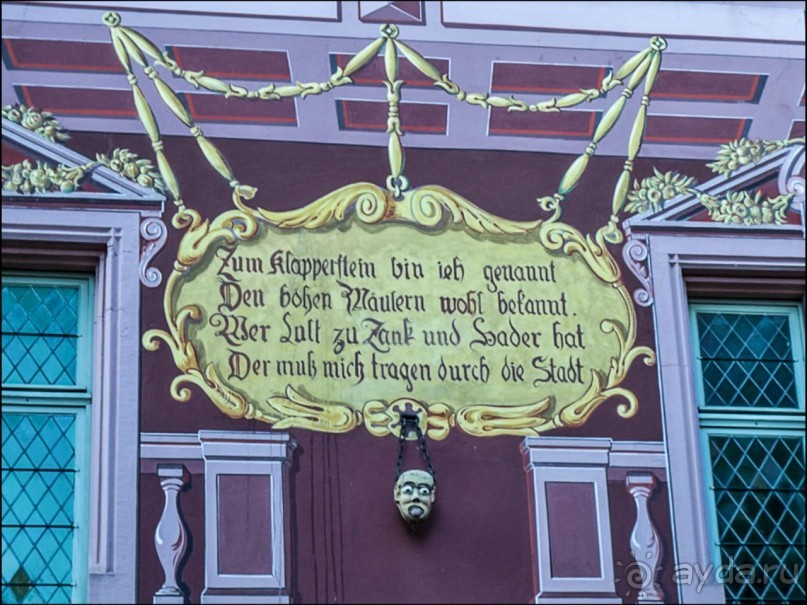 Zum Klapperstein bin ich genannt
Den bösen Mäulern wohl bekannt.
Wer Lust zu Zank und Hader hat
Der muß mich tragen durch die Stadt
ayda.ru